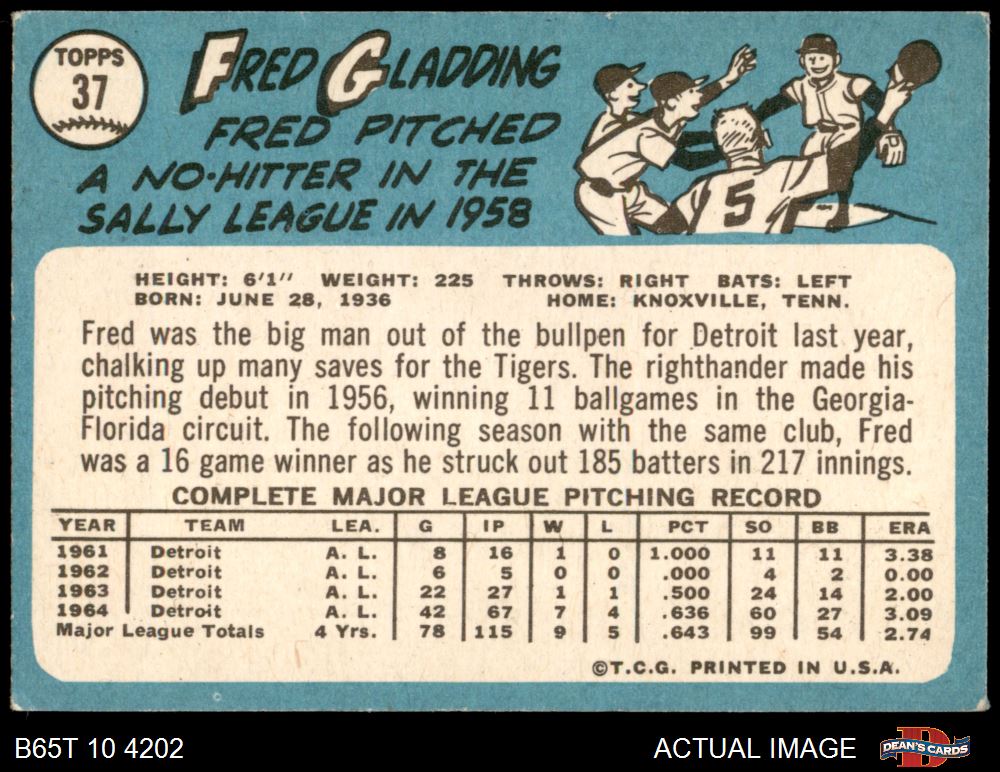 TOPPS
37
FRED GLADDING
FRED PITCHED
A NO-HITTER IN THE
SALLY LEAGUE IN 1958
5
HEIGHT: 6'1" WEIGHT: 225 THROWS: RIGHT BATS: LEFT
BORN: JUNE 28, 1936 HOME: KNOXVILLE, TENN.
Fred was the big man out of the bullpen for Detroit last year,
chalking up many saves for the Tigers. The righthander made his
pitching debut in 1956, winning 11 ballgames in the Georgia-
Florida circuit. The following season with the same club, Fred
was a 16 game winner as he struck out 185 batters in 217 innings.
COMPLETE MAJOR LEAGUE PITCHING RECORD
YEAR TEAM LEA. G IP W L PCT SO BB ERA
1961 Detroit A. L. 8 16 1 0 1.000 11 11 3.38
1962 Detroit A. L. 6 5 0 0 .000 4 2 0.00
1963 Detroit A. L. 22 27 1 1 .500 24 14 2.00
1964 Detroit A. L. 42 67 7 4 .636 60 27 3.09
Major League Totals 4 Yrs. 78 115 9 5 .643 99 54 2.74
©T.C.G. PRINTED IN U.S.A.
B65T 10 4202 ACTUAL IMAGE D DEAN'S CARDS